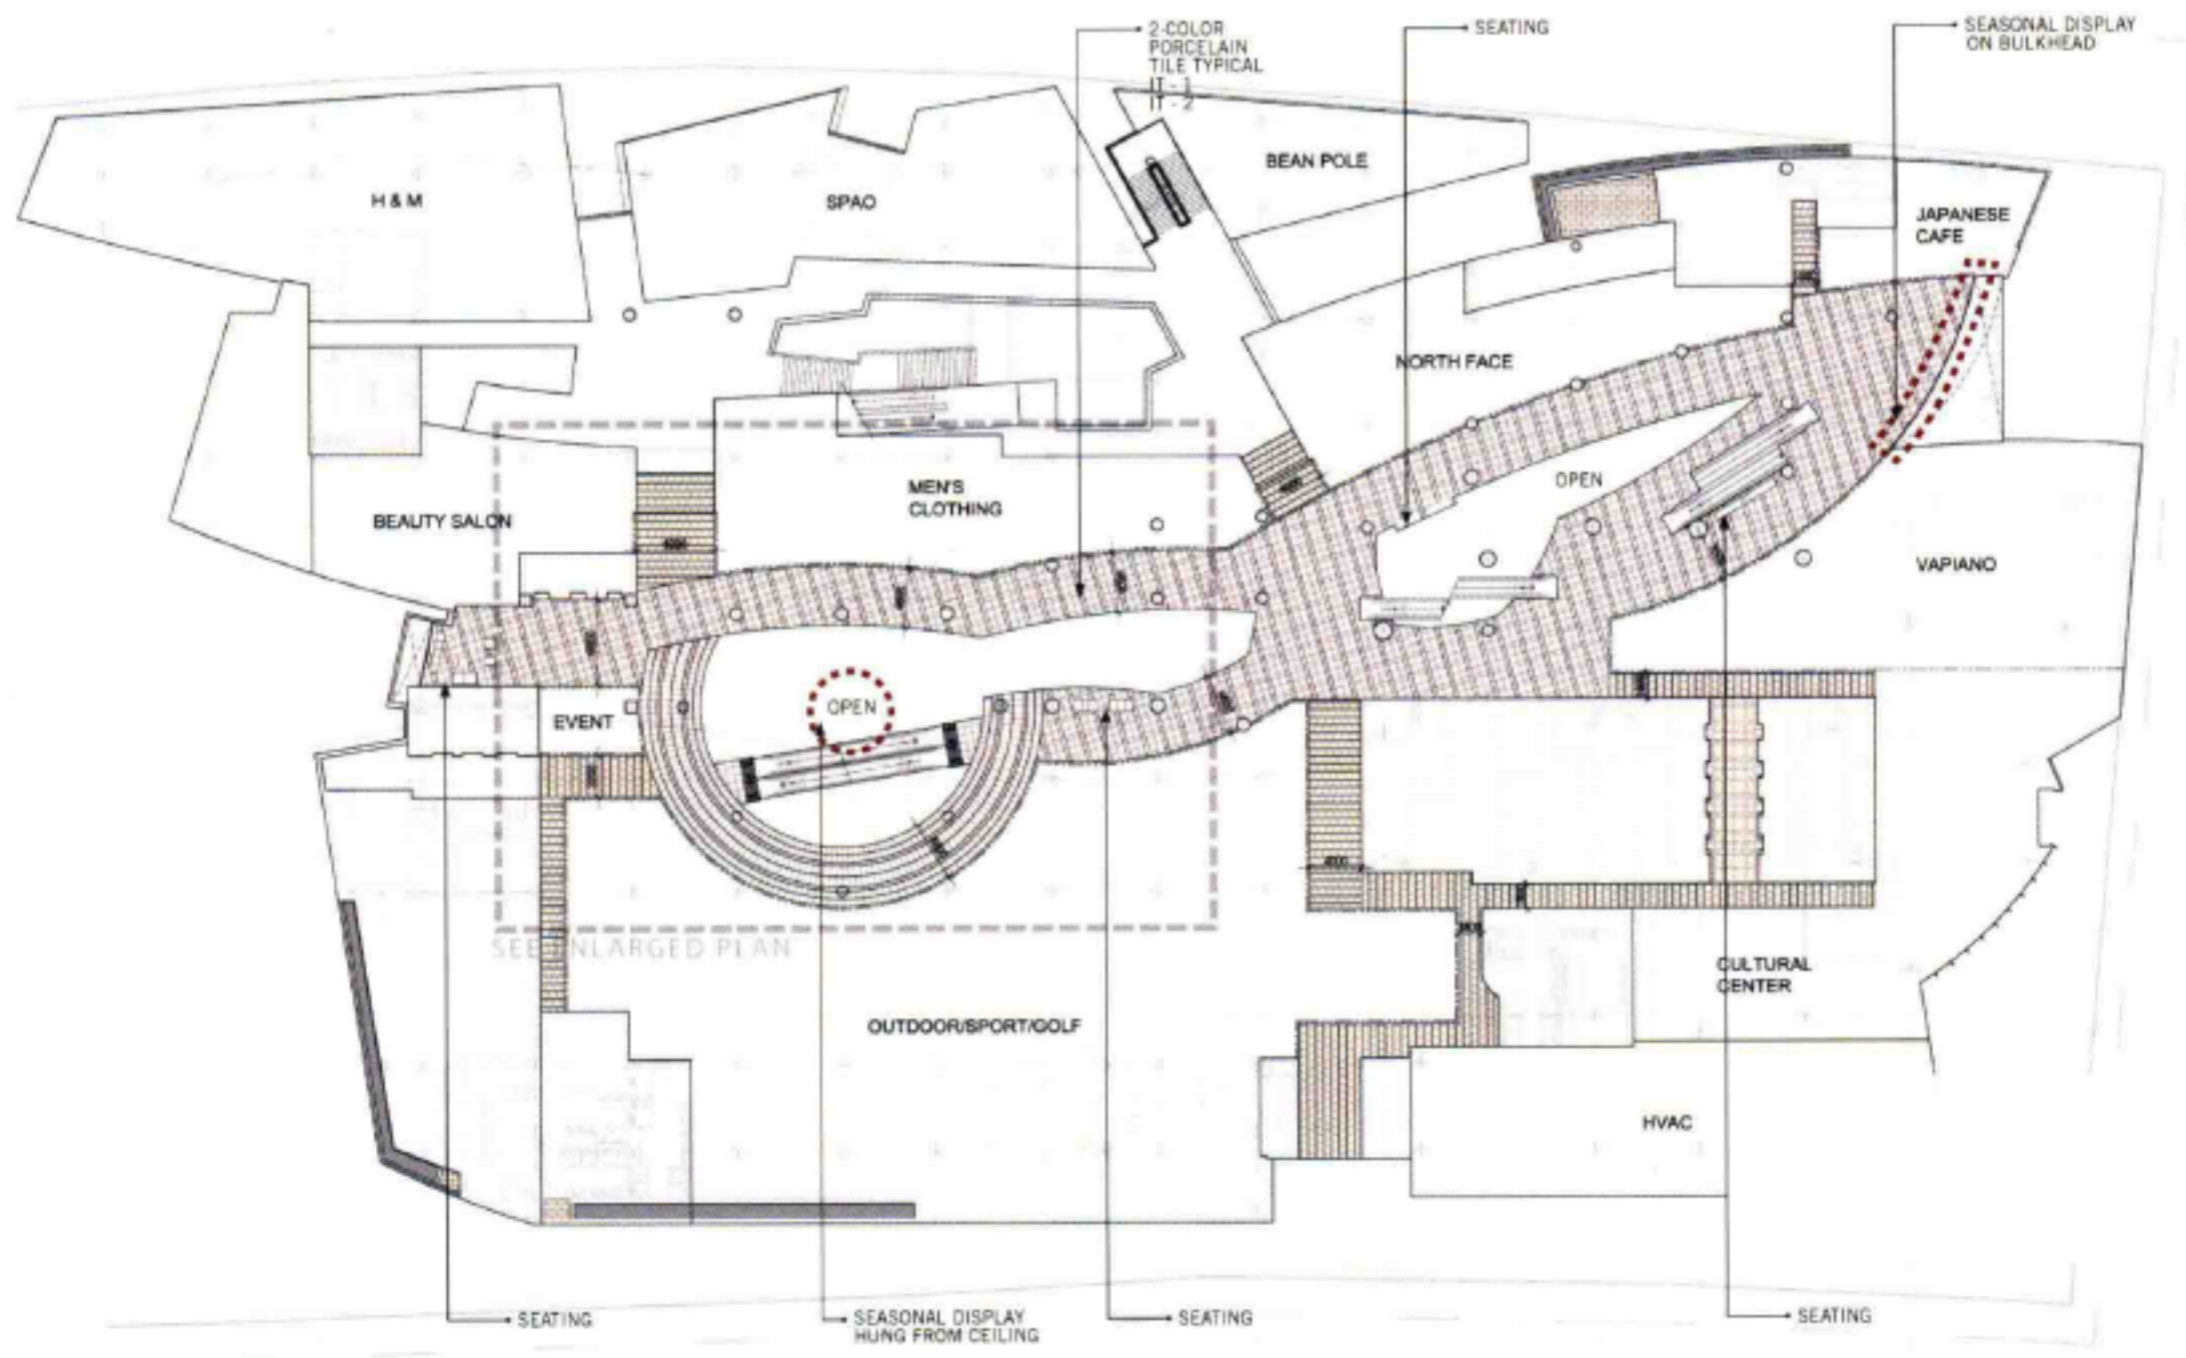 2-COLOR
PORCELAIN
TILE TYPICAL
IT - 1
IT - 2
SEATING
SEASONAL DISPLAY
ON BULKHEAD
BEAN POLE
H & M
SPAO
JAPANESE
CAFE
NORTH FACE
OPEN
MEN'S
CLOTHING
BEAUTY SALON
VAPIANO
OPEN
EVENT
4000
SEE ENLARGED PLAN
CULTURAL
CENTER
OUTDOOR/SPORT/GOLF
HVAC
SEATING
SEASONAL DISPLAY
HUNG FROM CEILING
SEATING
SEATING